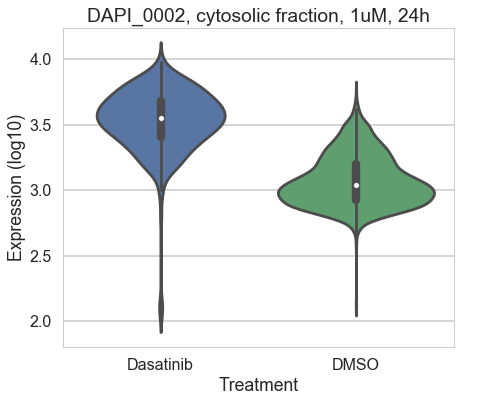 DAPI_0002, cytosolic fraction, 1uM, 24h
Expression (log10)
4.0
3.5
3.0
2.5
2.0
Dasatinib DMSO
Treatment